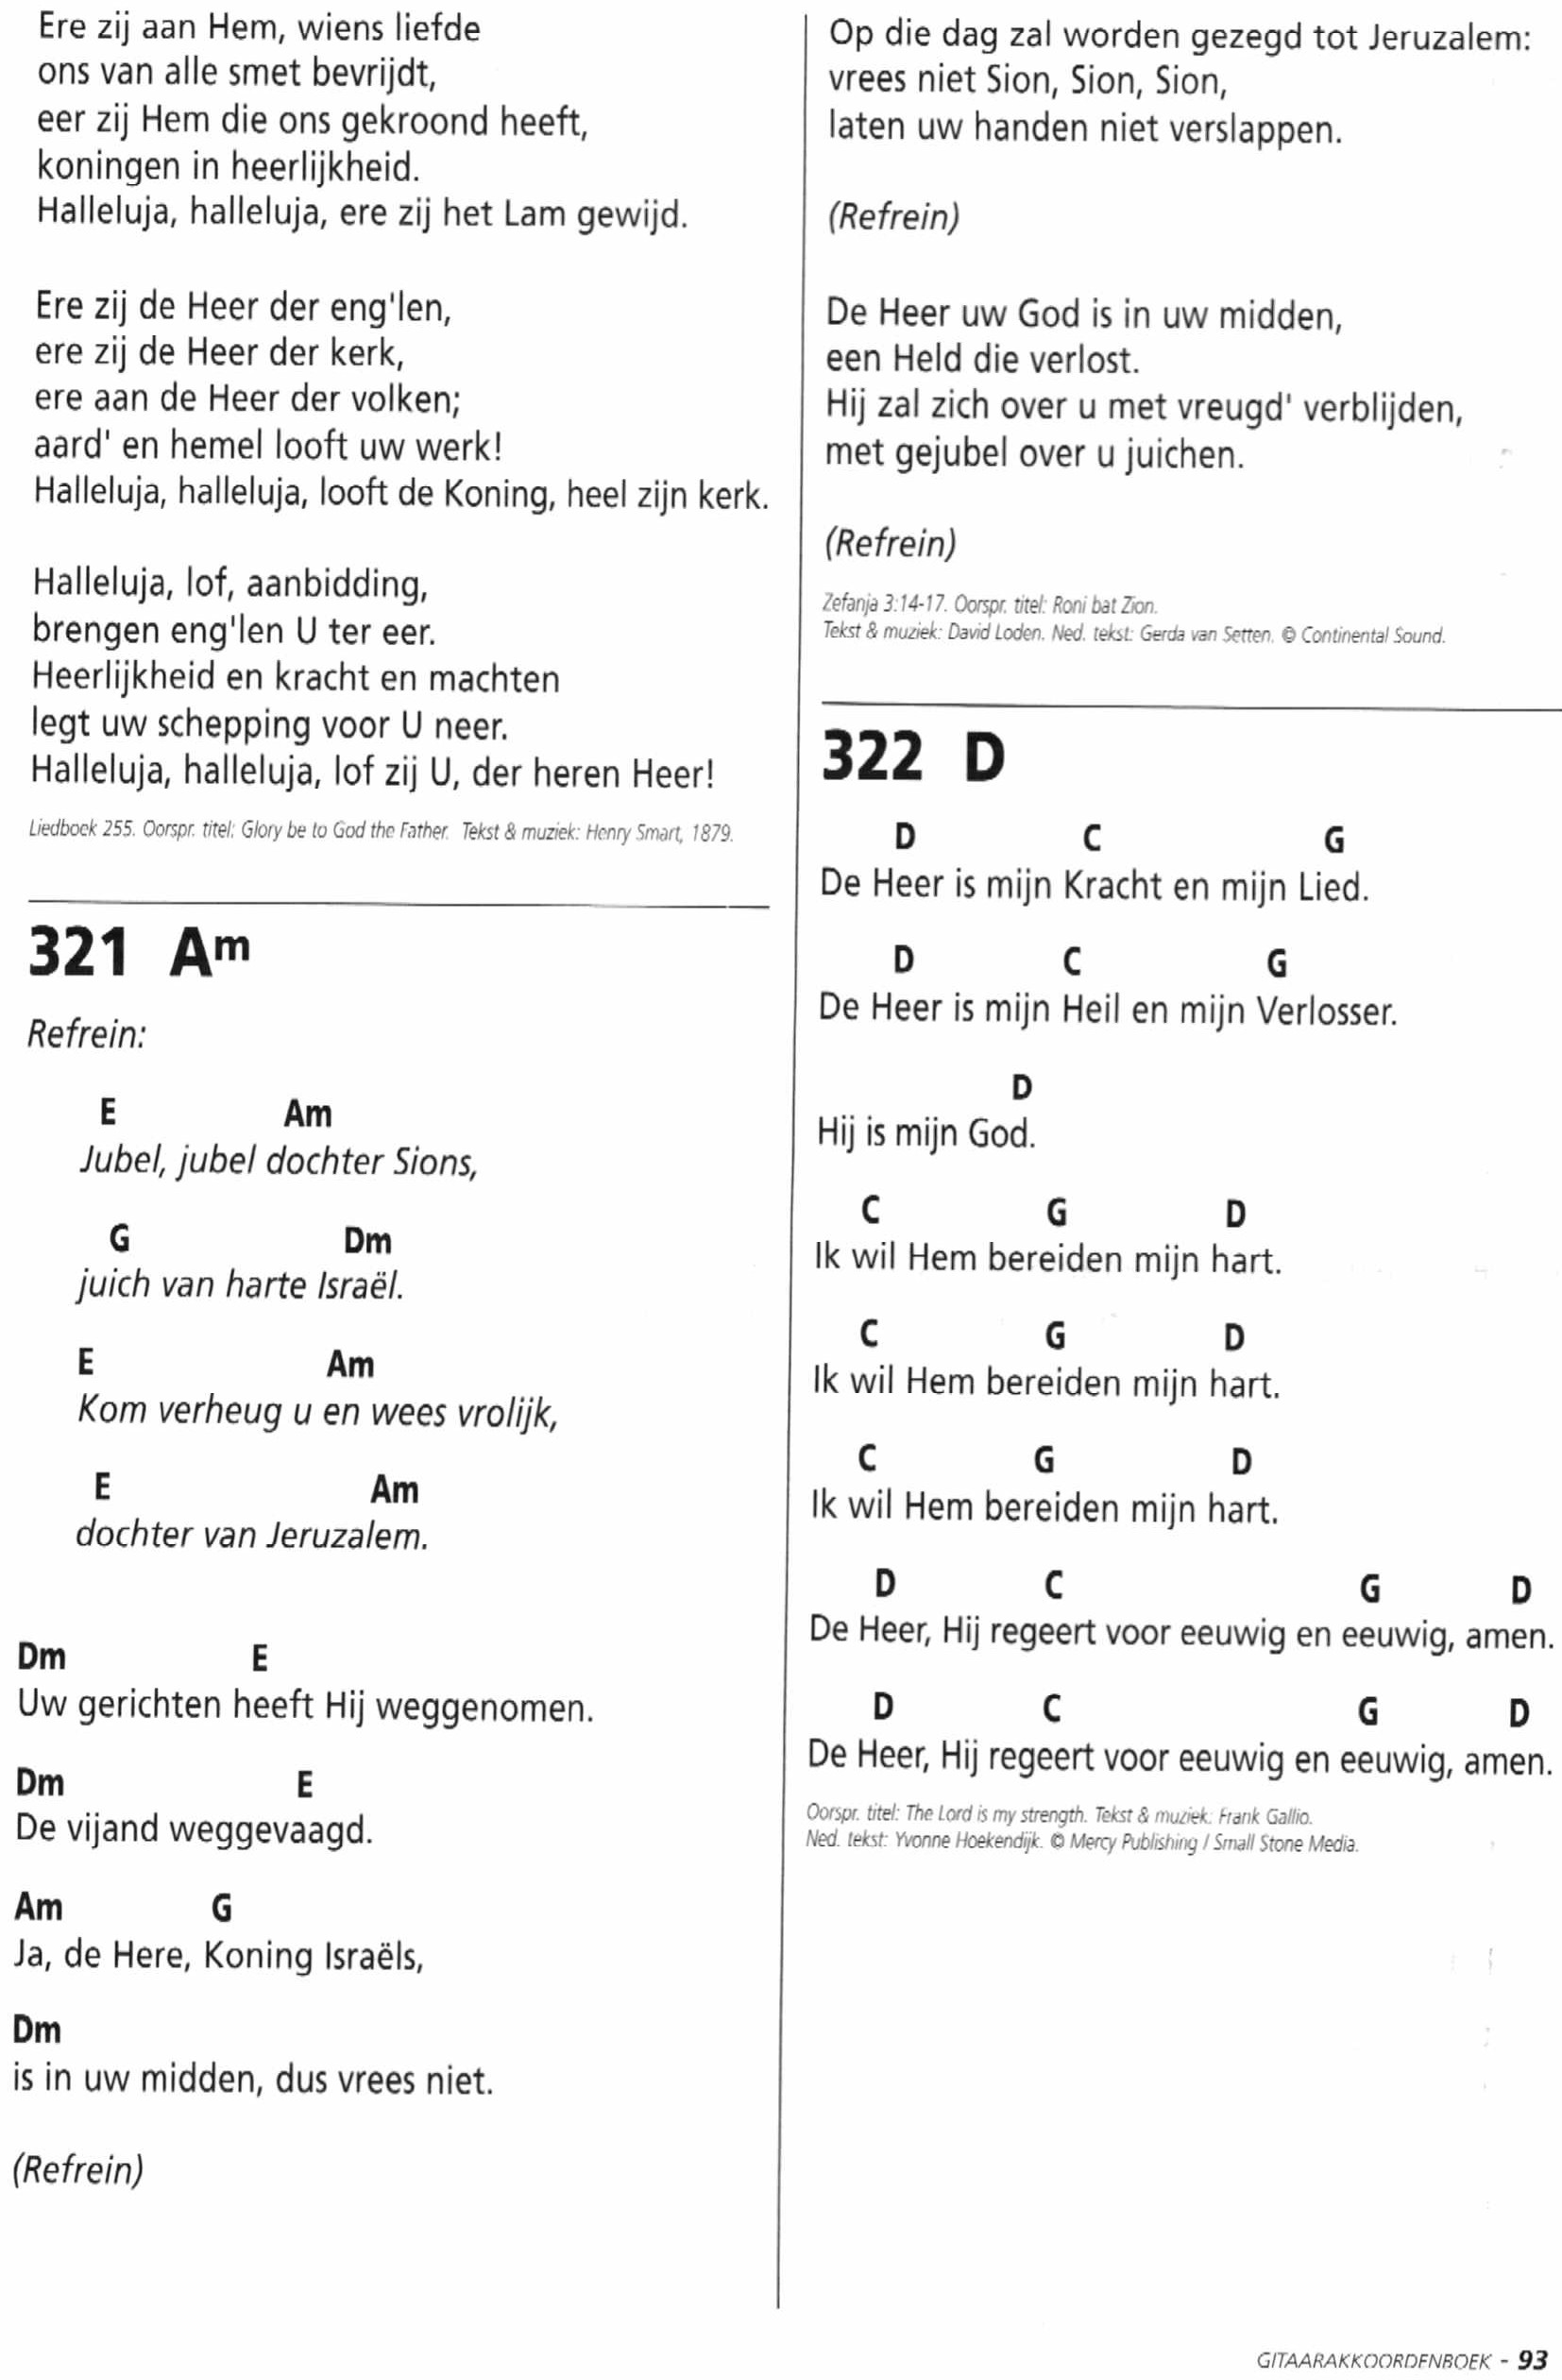 Ere zij aan Hem, wiens liefde
ons van alle smet bevrijdt,
eer zij Hem die ons gekroond heeft,
koningen in heerlijkheid.
Halleluja, halleluja, ere zij het Lam gewijd.
Ere zij de Heer der eng'len,
ere zij de Heer der kerk,
ere aan de Heer der volken;
aard' en hemel looft uw werk!
Halleluja, halleluja, looft de Koning, heel zijn kerk.
Halleluja, lof, aanbidding,
brengen eng'len U ter eer.
Heerlijkheid en kracht en machten
legt uw schepping voor U neer.
Halleluja, halleluja, lof zij U, der heren Heer!
Liedboek 255. Oorspr. titel: Glory be to God the Father. Tekst & muziek: Henry Smart, 1879.
321 Am
Refrein:
E Am
Jubel, jubel dochter Sions,
G Dm
juich van harte Israël.
E Am
Kom verheug u en wees vrolijk,
E Am
dochter van Jeruzalem.
Dm E
Uw gerichten heeft Hij weggenomen.
Dm E
De vijand weggevaagd.
Am G
Ja, de Here, Koning Israëls,
Dm
is in uw midden, dus vrees niet.
(Refrein)
Op die dag zal worden gezegd tot Jeruzalem:
vrees niet Sion, Sion, Sion,
laten uw handen niet verslappen.
(Refrein)
De Heer uw God is in uw midden,
een Held die verlost.
Hij zal zich over u met vreugd' verblijden,
met gejubel over u juichen.
(Refrein)
Zefanja 3:14-17. Oorspr. titel: Roni bat Zion.
Tekst & muziek: David Loden. Ned. tekst: Gerda van Setten. © Continental Sound.
322 D
D C G
De Heer is mijn Kracht en mijn Lied.
D C G
De Heer is mijn Heil en mijn Verlosser.
D
Hij is mijn God.
C G D
Ik wil Hem bereiden mijn hart.
C G D
Ik wil Hem bereiden mijn hart.
C G D
Ik wil Hem bereiden mijn hart.
D C G D
De Heer, Hij regeert voor eeuwig en eeuwig, amen.
D C G D
De Heer, Hij regeert voor eeuwig en eeuwig, amen.
Oorspr. titel: The Lord is my strength. Tekst & muziek: Frank Gallio.
Ned. tekst: Yvonne Hoekendijk. © Mercy Publishing / Small Stone Media.
GITAARAKKOORDENBOEK - 93